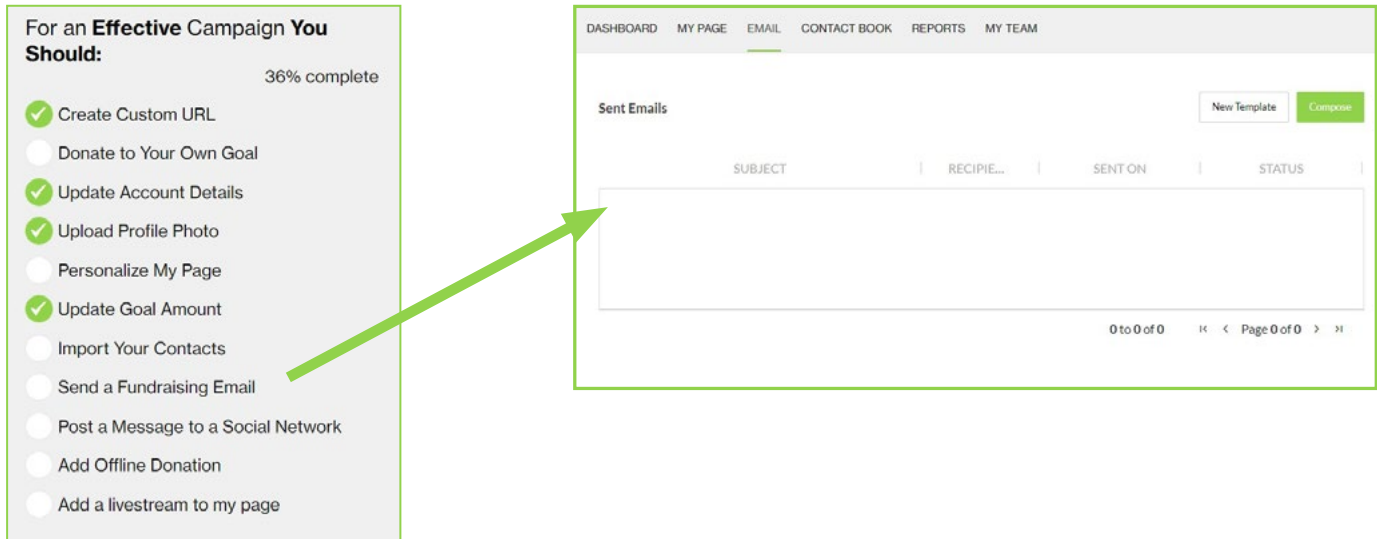 For an Effective Campaign You
Should:
36% complete
Create Custom URL
Donate to Your Own Goal
Update Account Details
Upload Profile Photo
Personalize My Page
Update Goal Amount
Import Your Contacts
Send a Fundraising Email
Post a Message to a Social Network
Add Offline Donation
Add a livestream to my page
DASHBOARD MY PAGE EMAIL CONTACT BOOK REPORTS MY TEAM
Sent Emails New Template Compose
SUBJECT RECIPIE... SENT ON STATUS
0 to 0 of 0 Page 0 of 0